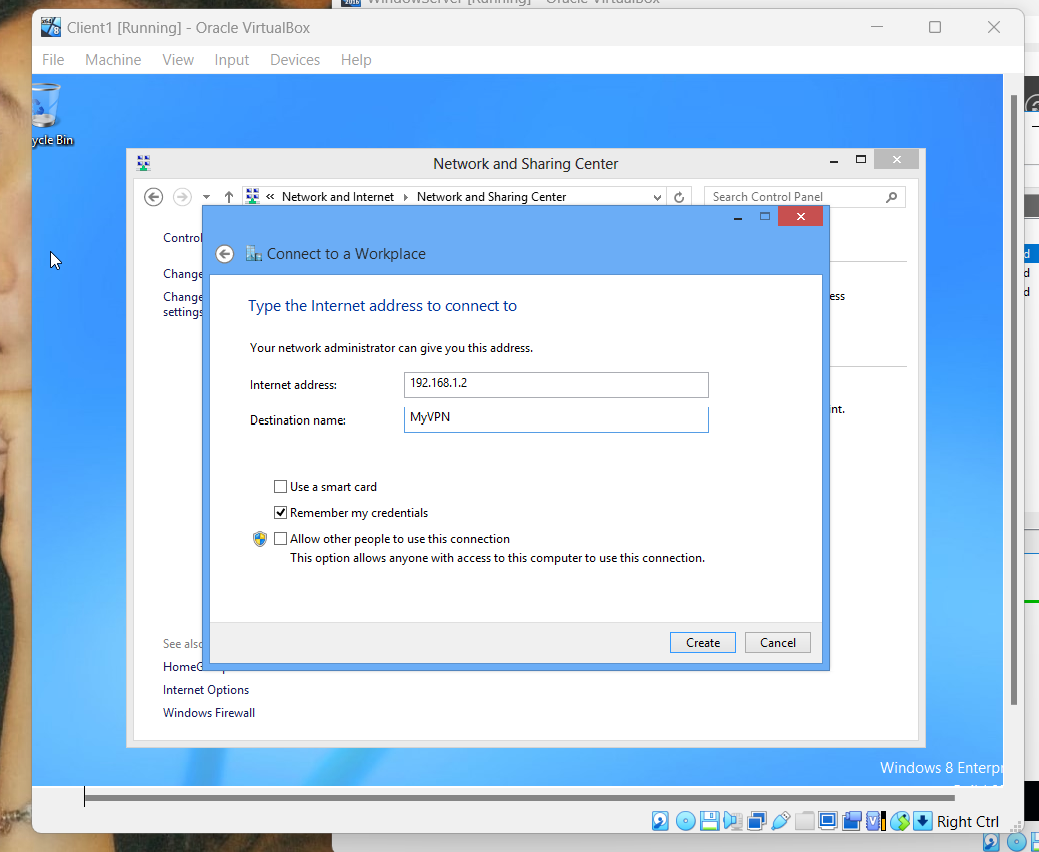 WindowServer [Running] - Oracle VirtualBox
Client1 [Running] - Oracle VirtualBox
File Machine View Input Devices Help
ycle Bin
Network and Sharing Center
« Network and Internet Network and Sharing Center
Search Control Panel
Connect to a Workplace
Control
Change
Change
settings
ess
nt.
Type the Internet address to connect to
Your network administrator can give you this address.
Internet address: 192.168.1.2
Destination name: MyVPN
Use a smart card
Remember my credentials
Allow other people to use this connection
This option allows anyone with access to this computer to use this connection.
Create Cancel
See also
HomeG
Internet Options
Windows Firewall
Windows 8 Enterpr
Right Ctrl
d
d
d